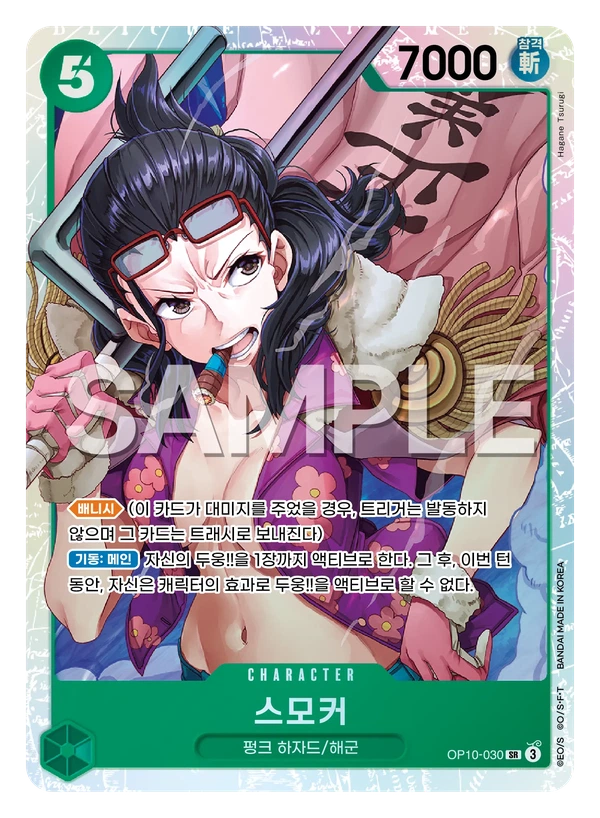 5
7000
참격
斬
Hagane Tsurugi
SAMPLE
배니시 (이 카드가 대미지를 주었을 경우, 트리거는 발동하지
않으며 그 카드는 트래시로 보내진다)
기동: 메인 자신의 두웅!!을 1장까지 액티브로 한다. 그 후, 이번 턴
동안, 자신은 캐릭터의 효과로 두웅!!을 액티브로 할 수 없다.
CHARACTER
스모커
펑크 하자드/해군
OP10-030 SR 3
©EO/S ©O/S·F·T BANDAI MADE IN KOREA